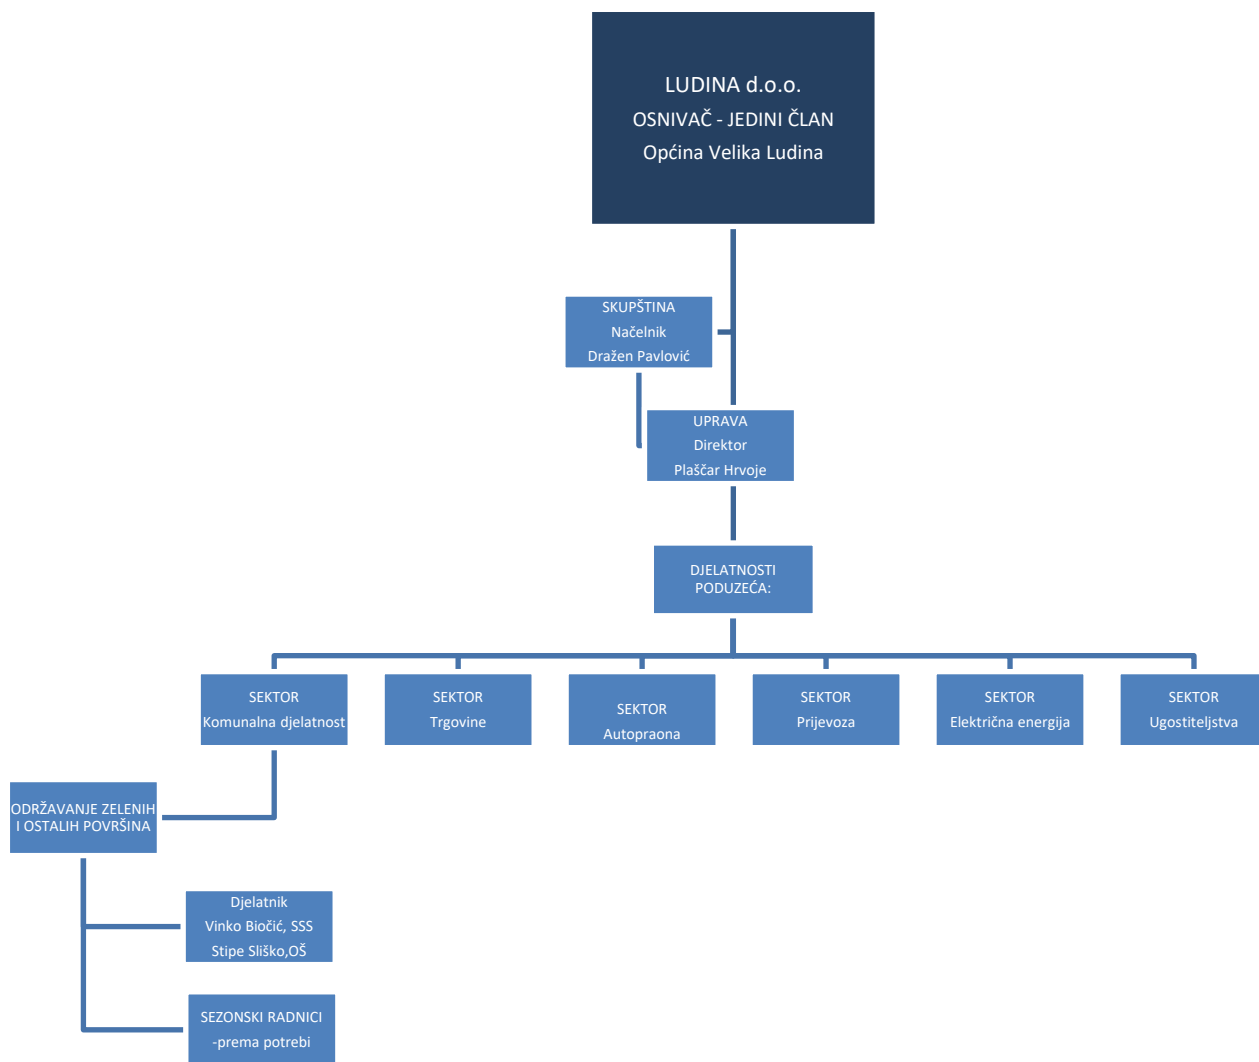 LUDINA d.o.o.
OSNIVAČ - JEDINI ČLAN
Općina Velika Ludina
SKUPŠTINA
Načelnik
Dražen Pavlović
UPRAVA
Direktor
Plaščar Hrvoje
DJELATNOSTI
PODUZEĆA:
SEKTOR
Komunalna djelatnost
SEKTOR
Trgovine
SEKTOR
Autopraona
SEKTOR
Prijevoza
SEKTOR
Električna energija
SEKTOR
Ugostiteljstva
ODRŽAVANJE ZELENIH
I OSTALIH POVRŠINA
Djelatnik
Vinko Biočić, SSS
Stipe Sliško,OŠ
SEZONSKI RADNICI
-prema potrebi